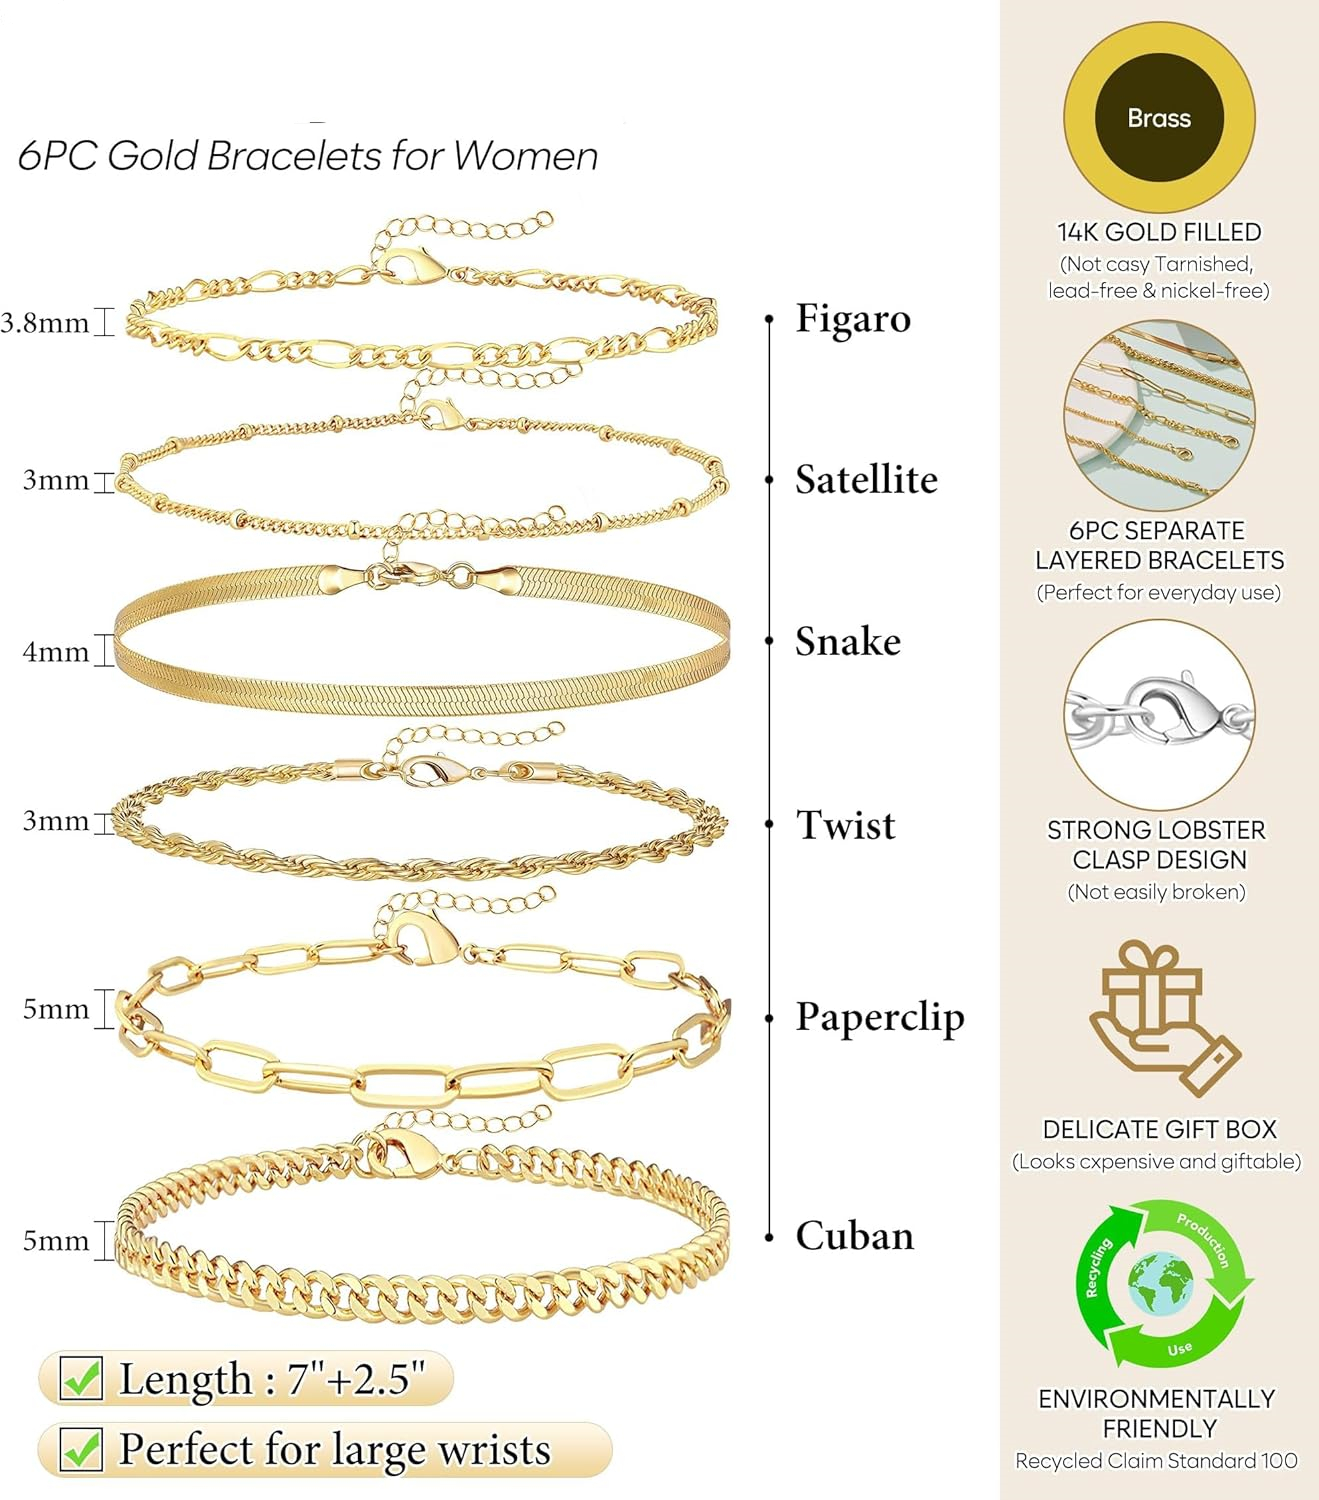 6PC Gold Bracelets for Women
3.8mm
Figaro
3mm
Satellite
4mm
Snake
3mm
Twist
5mm
Paperclip
5mm
Cuban
Length : 7"+2.5"
Perfect for large wrists
Brass
14K GOLD FILLED
(Not casy Tarnished,
lead-free & nickel-free)
6PC SEPARATE
LAYERED BRACELETS
(Perfect for everyday use)
STRONG LOBSTER
CLASP DESIGN
(Not easily broken)
DELICATE GIFT BOX
(Looks cxpensive and giftable)
Recycling
Production
Use
ENVIRONMENTALLY
FRIENDLY
Recycled Claim Standard 100